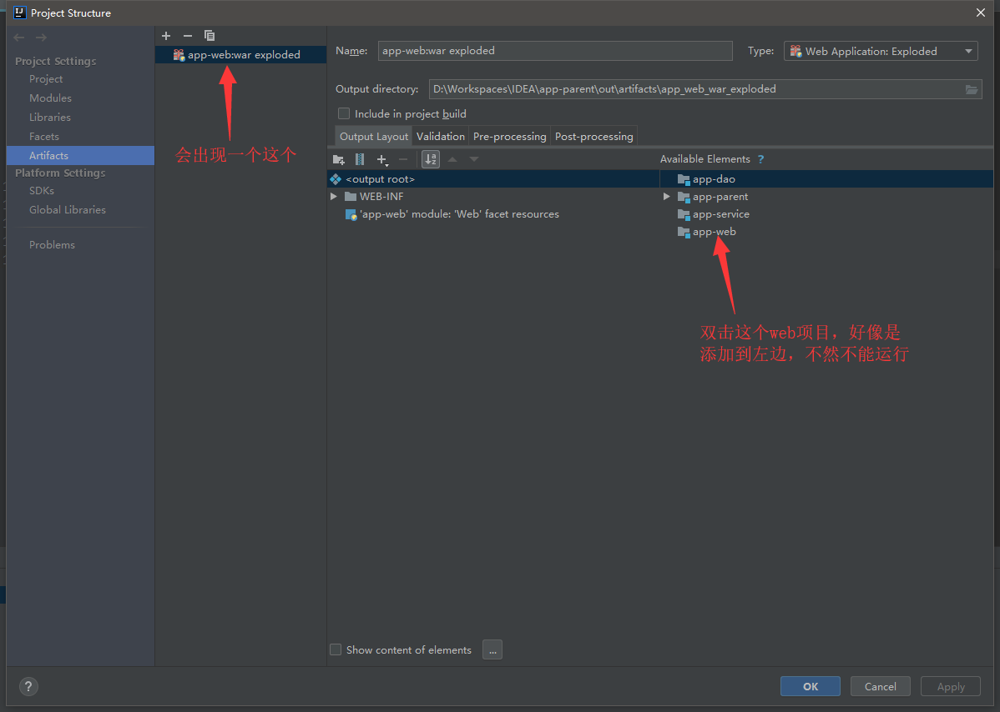 Project Structure
Project Settings
Project
Modules
Libraries
Facets
Artifacts
Platform Settings
SDKs
Global Libraries
Problems
app-web:war exploded
会出现一个这个
Name: app-web:war exploded Type: Web Application: Exploded
Output directory: D:\Workspaces\IDEA\app-parent\out\artifacts\app_web_war_exploded
Include in project build
Output Layout Validation Pre-processing Post-processing
Available Elements ?
<output root>
WEB-INF
'app-web' module: 'Web' facet resources
app-dao
app-parent
app-service
app-web
双击这个web项目，好像是
添加到左边，不然不能运行
Show content of elements ...
? OK Cancel Apply